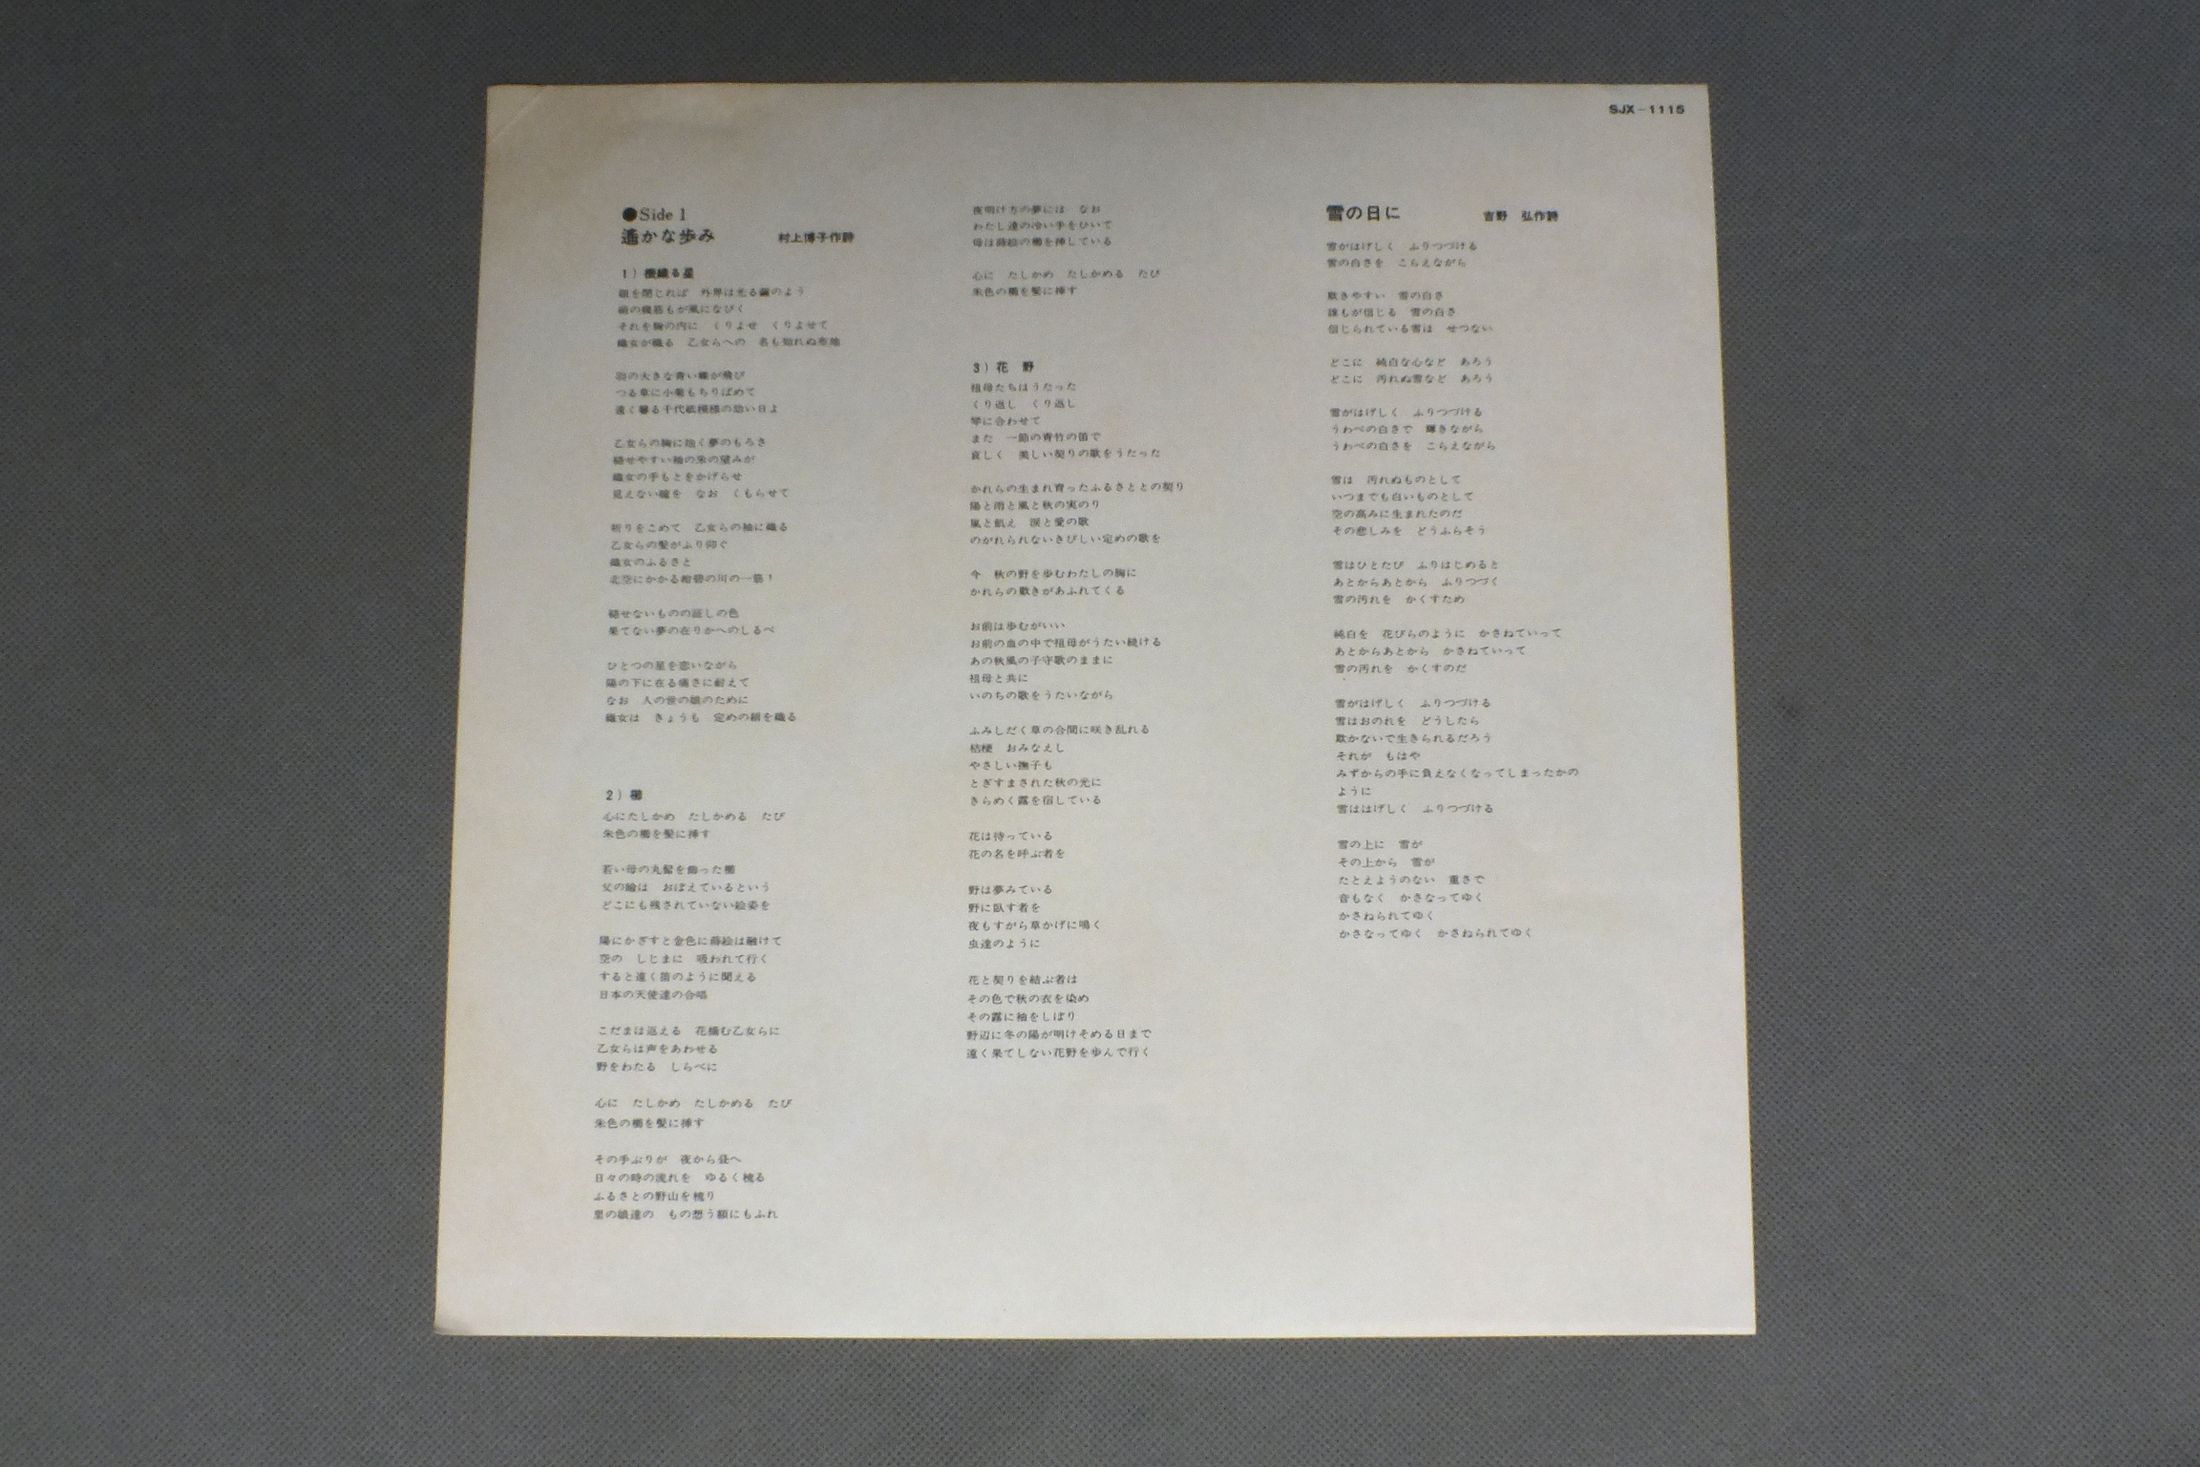 SJX-1115
●Side 1
遙かな歩み　村上博子作詩
1）機織る星
瞳を閉じれば　外界は光る繭のよう
絹の幾筋もが風になびく
それを胸の内に　くりよせ　くりよせて
織女が織る　乙女らへの　名も知れぬ布地
羽の大きな青い蝶が飛び
つる草に小菊もちりばめて
遠く馨る千代紙模様の幼い日よ
乙女らの胸に抱く夢のもろさ
褪せやすい袖の朱の望みが
織女の手もとをかげらせ
見えない瞳を　なお　くもらせて
祈りをこめて　乙女らの袖に織る
乙女らの髪がふり仰ぐ
織女のふるさと
北空にかかる紺碧の川の一筋！
褪せないものの証しの色
果てない夢の在りかへのしるべ
ひとつの星を恋いながら
陽の下に在る痛さに耐えて
なお　人の世の娘のために
織女は　きょうも　定めの絹を織る
2）櫛
心にたしかめ　たしかめる　たび
朱色の櫛を髪に挿す
若い母の丸髷を飾った櫛
父の瞼は　おぼえているという
どこにも残されていない絵姿を
陽にかざすと金色に蒔絵は融けて
空の　しじまに　吸われて行く
すると遠く笛のように聞える
日本の天使達の合唱
こだまは返える　花摘む乙女らに
乙女らは声をあわせる
野をわたる　しらべに
心に　たしかめ　たしかめる　たび
朱色の櫛を髪に挿す
その手ぶりが　夜から昼へ
日々の時の流れを　ゆるく梳る
ふるさとの野山を梳り
里の娘達の　もの想う額にもふれ
夜明け方の夢には　なお
わたし達の冷い手をひいて
母は蒔絵の櫛を挿している
心に　たしかめ　たしかめる　たび
朱色の櫛を髪に挿す
3）花　野
祖母たちはうたった
くり返し　くり返し
琴に合わせて
また　一節の青竹の笛で
哀しく　美しい契りの歌をうたった
かれらの生まれ育ったふるさととの契り
陽と雨と風と秋の実のり
嵐と飢え　涙と愛の歌
のがれられないきびしい定めの歌を
今　秋の野を歩むわたしの胸に
かれらの歌きがあふれてくる
お前は歩むがいい
お前の血の中で祖母がうたい続ける
あの秋風の子守歌のままに
祖母と共に
いのちの歌をうたいながら
ふみしだく草の合間に咲き乱れる
桔梗　おみなえし
やさしい撫子も
とぎすまされた秋の光に
きらめく露を宿している
花は待っている
花の名を呼ぶ者を
野は夢みている
野に臥す者を
夜もすがら草かげに鳴く
虫達のように
花と契りを結ぶ者は
その色で秋の衣を染め
その露に袖をしぼり
野辺に冬の陽が明けそめる日まで
遠く果てしない花野を歩んで行く
雪の日に　吉野　弘作詩
雪がはげしく　ふりつづける
雪の白さを　こらえながら
欺きやすい　雪の白さ
誰もが信じる　雪の白さ
信じられている雪は　せつない
どこに　純白な心など　あろう
どこに　汚れぬ雪など　あろう
雪がはげしく　ふりつづける
うわべの白さで　輝きながら
うわべの白さを　こらえながら
雪は　汚れぬものとして
いつまでも白いものとして
空の高みに生まれたのだ
その悲しみを　どうふらそう
雪はひとたび　ふりはじめると
あとからあとから　ふりつづく
雪の汚れを　かくすため
純白を　花びらのように　かさねていって
あとからあとから　かさねていって
雪の汚れを　かくすのだ
雪がはげしく　ふりつづける
雪はおのれを　どうしたら
欺かないで生きられるだろう
それが　もはや
みずからの手に負えなくなってしまったかの
ように
雪ははげしく　ふりつづける
雪の上に　雪が
その上から　雪が
たとえようのない　重さで
音もなく　かさなってゆく
かさねられてゆく
かさなってゆく　かさねられてゆく